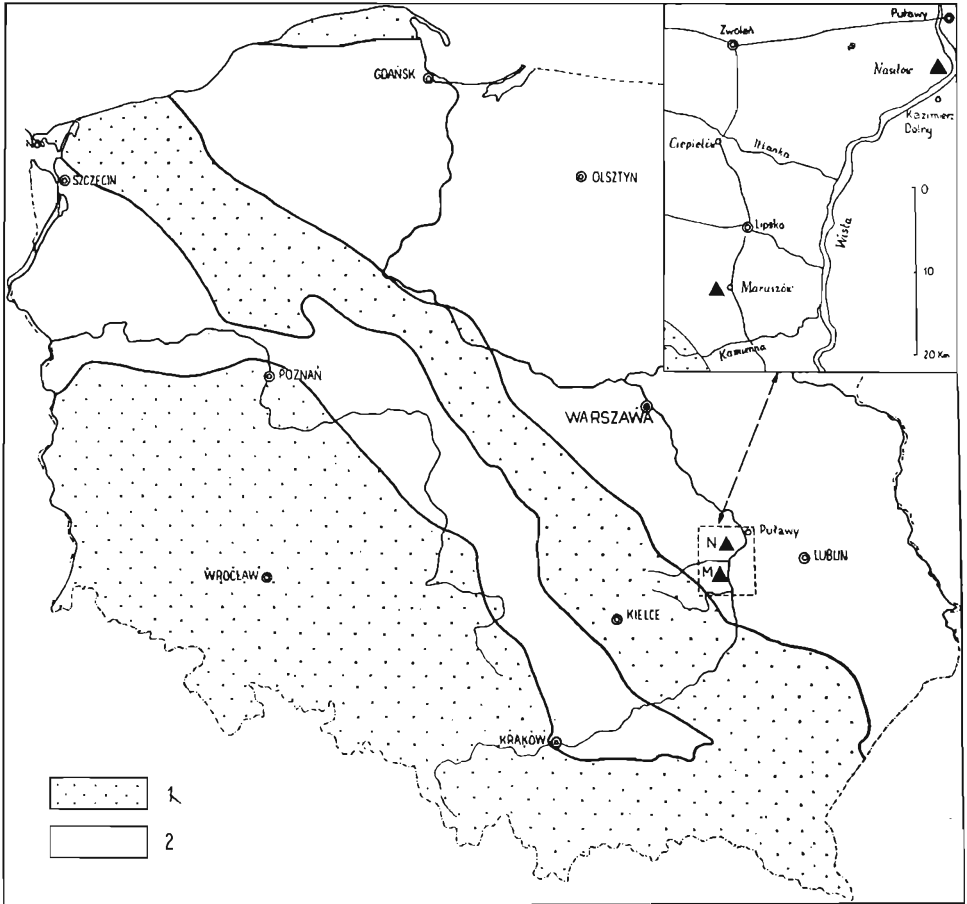 GDAŃSK
SZCZECIN
OLSZTYN
POZNAŃ
WARSZAWA
Puławy
N
M
LUBLIN
WROCŁAW
KIELCE
KRAKÓW
1
2
Puławy
Zwoleń
Nasiłów
Kazimierz
Dolny
Ciepielów
Iłżanka
Lipsko
Wisła
Maruszów
Kamienna
0
10
20 Km